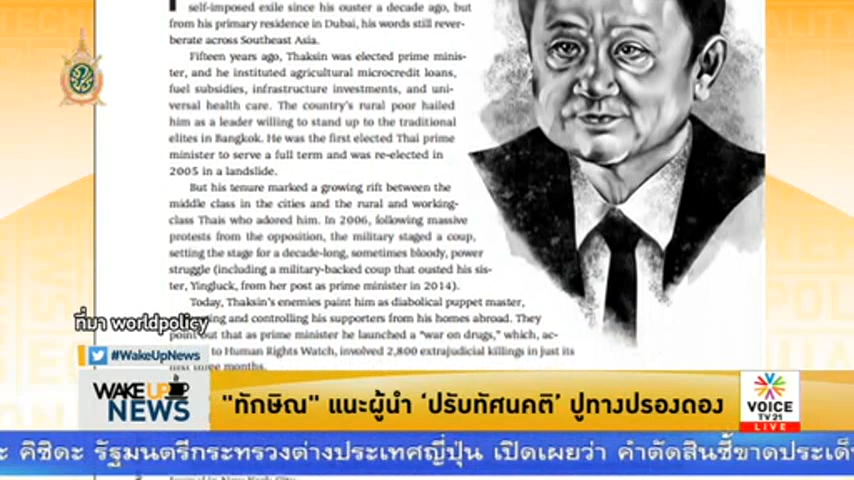 self-imposed exile since his ouster a decade ago, but
from his primary residence in Dubai, his words still rever-
berate across Southeast Asia.
Fifteen years ago, Thaksin was elected prime minis-
ter, and he instituted agricultural microcredit loans,
fuel subsidies, infrastructure investments, and uni-
versal health care. The country's rural poor hailed
him as a leader willing to stand up to the traditional
elites in Bangkok. He was the first elected Thai prime
minister to serve a full term and was re-elected in
2005 in a landslide.
But his tenure marked a growing rift between the
middle class in the cities and the rural and working-
class Thais who adored him. In 2006, following massive
protests from the opposition, the military staged a coup,
setting the stage for a decade-long, sometimes bloody, power
struggle (including a military-backed coup that ousted his sis-
ter, Yingluck, from her post as prime minister in 2014).
Today, Thaksin's enemies paint him as diabolical puppet master,
and controlling his supporters from his homes abroad. They
point out that as prime minister he launched a "war on drugs," which, ac-
to Human Rights Watch, involved 2,800 extrajudicial killings in just its
first three months.
ที่มา worldpolicy
#WakeUpNews
WAKE UP
NEWS
"ทักษิณ" แนะผู้นำ 'ปรับทัศนคติ' ปูทางปรองดอง
VOICE
TV 21
LIVE
ะ คิชิดะ รัฐมนตรีกระทรวงต่างประเทศญี่ปุ่น เปิดเผยว่า คำตัดสินชี้ขาดประเด็
Journal in New York City.